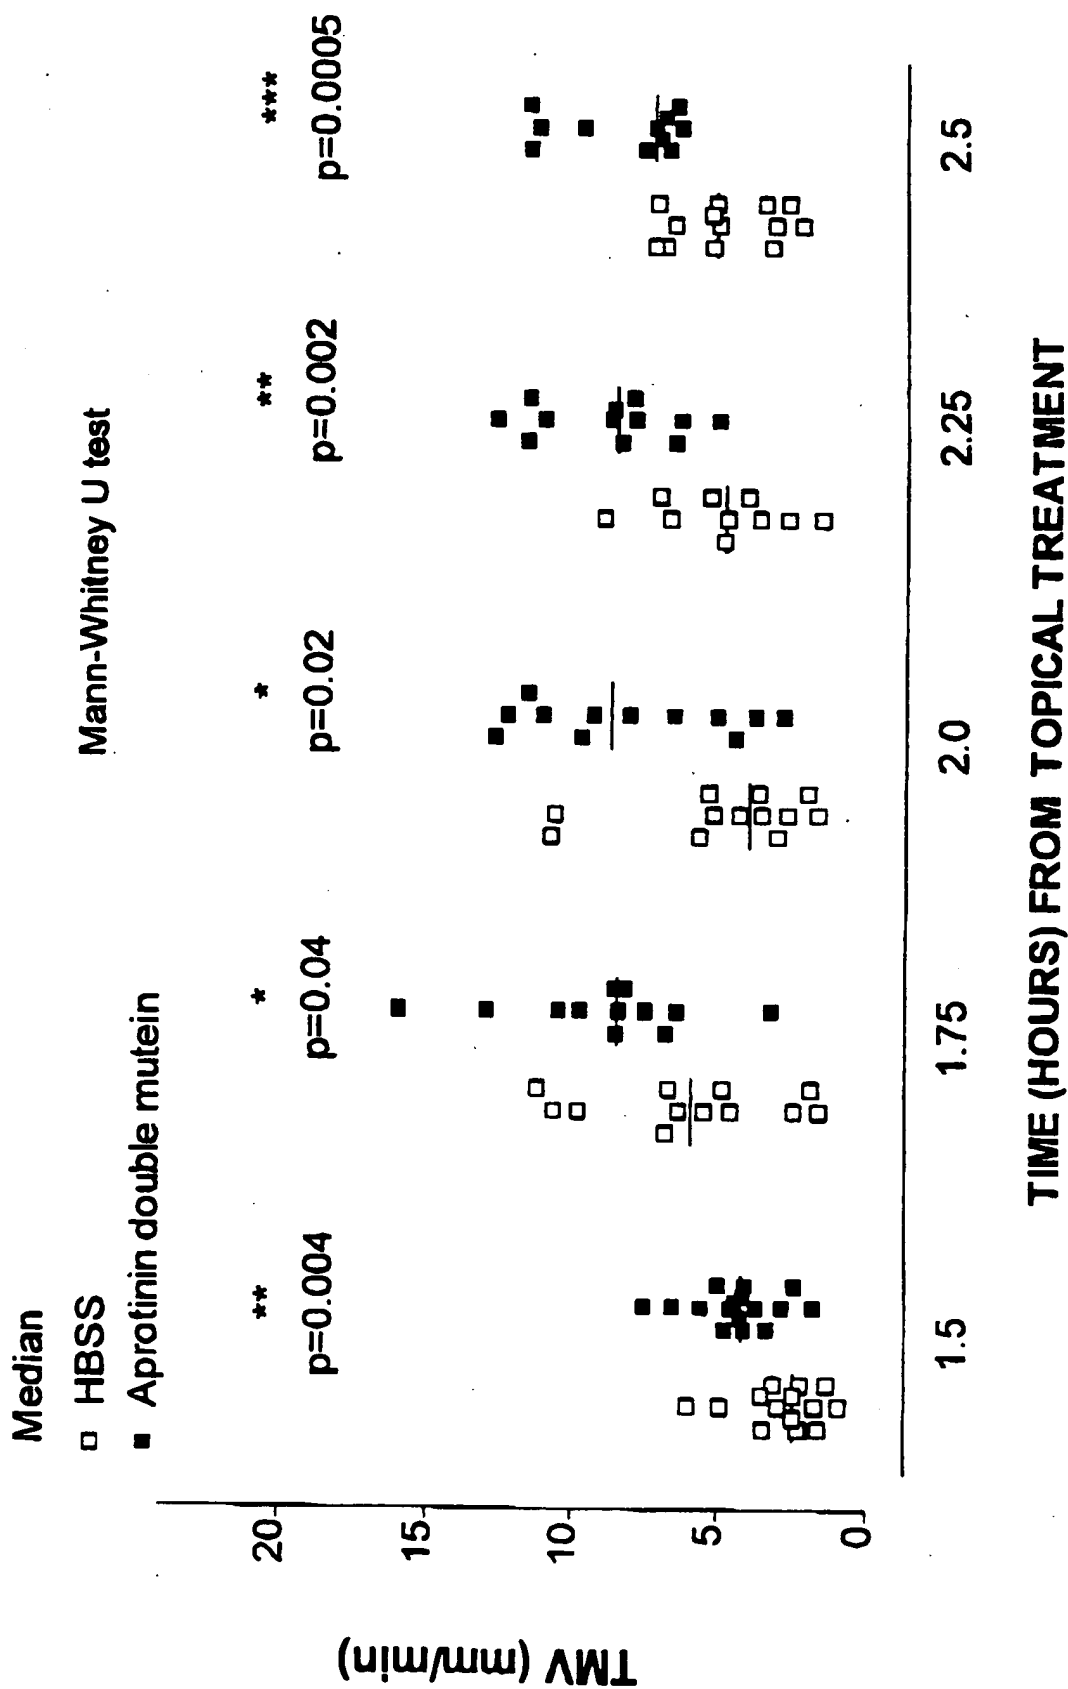 Median
HBSS
Aprotinin double mutein
Mann-Whitney U test
** * * ** ***
p=0.004 p=0.04 p=0.02 p=0.002 p=0.0005
TMV (mm/min)
20
15
10
5
0
1.5 1.75 2.0 2.25 2.5
TIME (HOURS) FROM TOPICAL TREATMENT